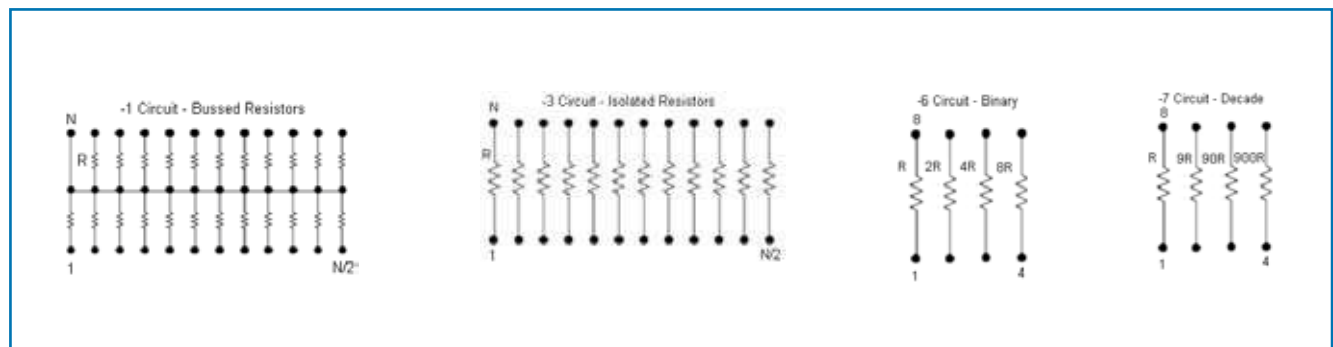 -1 Circuit - Bussed Resistors
N
R
1 N/2
-3 Circuit - Isolated Resistors
N
R
1 N/2
-6 Circuit - Binary
8
R 2R 4R 8R
1 4
-7 Circuit - Decade
8
R 9R 90R 900R
1 4